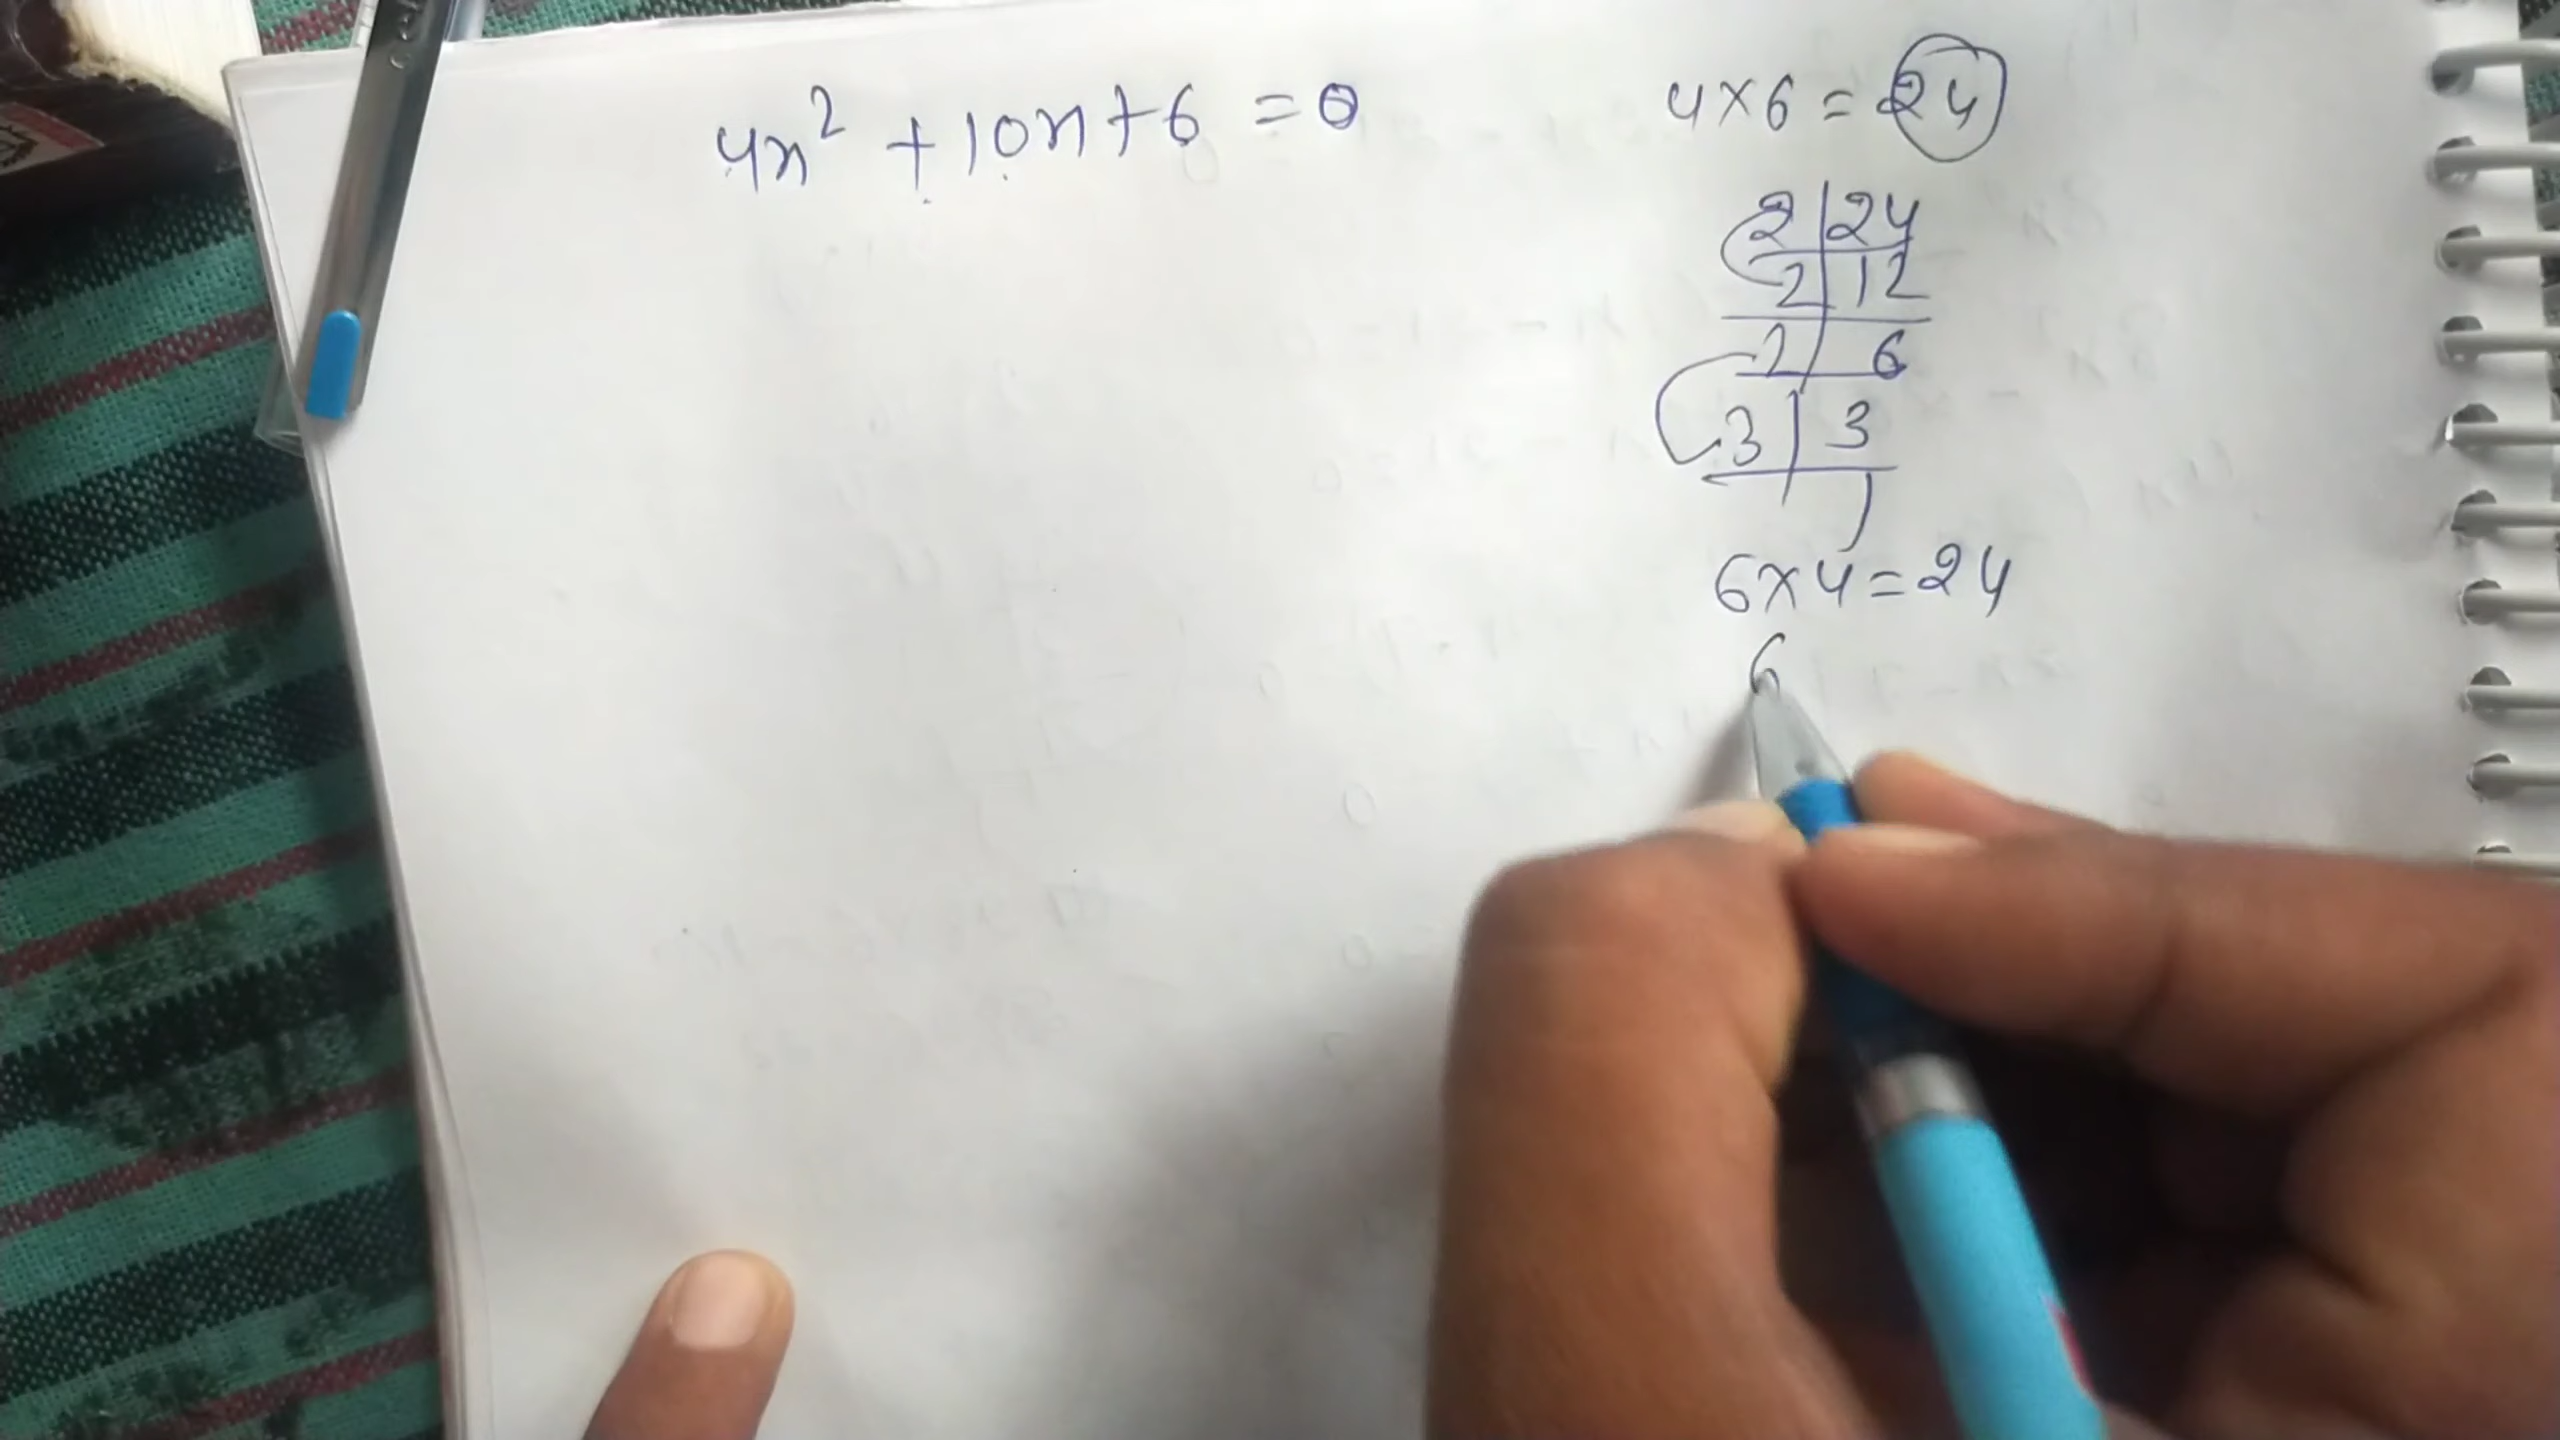 4x² + 10x + 6 = 0
4×6 = 24
2 | 24
2 | 12
2 | 6
3 | 3
1
6×4=24
6